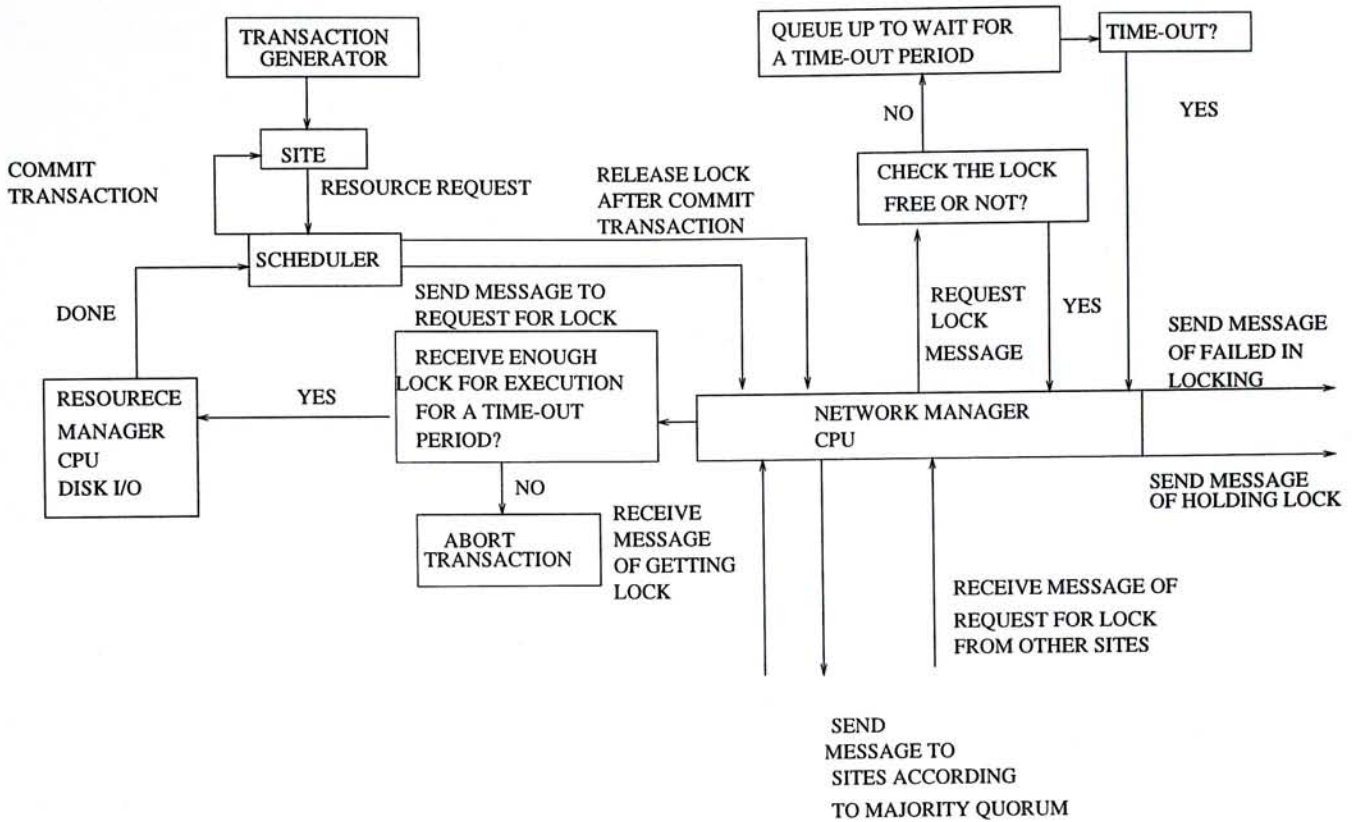 TRANSACTION
GENERATOR
QUEUE UP TO WAIT FOR
A TIME-OUT PERIOD
TIME-OUT?
NO
YES
SITE
COMMIT
TRANSACTION
RESOURCE REQUEST
RELEASE LOCK
AFTER COMMIT
TRANSACTION
CHECK THE LOCK
FREE OR NOT?
SCHEDULER
DONE
SEND MESSAGE TO
REQUEST FOR LOCK
REQUEST
LOCK
MESSAGE
YES
SEND MESSAGE
OF FAILED IN
LOCKING
RECEIVE ENOUGH
LOCK FOR EXECUTION
FOR A TIME-OUT
PERIOD?
YES
RESOURECE
MANAGER
CPU
DISK I/O
NETWORK MANAGER
CPU
SEND MESSAGE
OF HOLDING LOCK
NO
ABORT
TRANSACTION
RECEIVE
MESSAGE
OF GETTING
LOCK
RECEIVE MESSAGE OF
REQUEST FOR LOCK
FROM OTHER SITES
SEND
MESSAGE TO
SITES ACCORDING
TO MAJORITY QUORUM